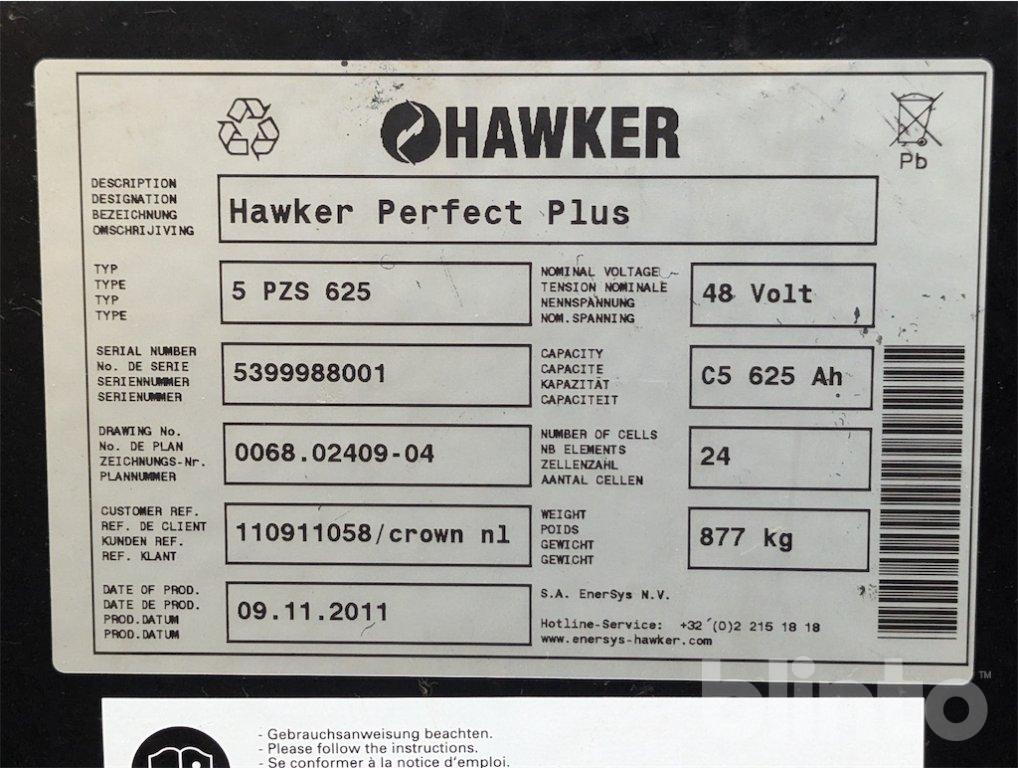 HAWKER
Pb
DESCRIPTION
DESIGNATION
BEZEICHNUNG
OMSCHRIJIVING
Hawker Perfect Plus
TYP
TYPE
TYP
TYPE
5 PZS 625
NOMINAL VOLTAGE
TENSION NOMINALE
NENNSPANNUNG
NOM.SPANNING
48 Volt
SERIAL NUMBER
No. DE SERIE
SERIENNUMMER
SERIENUMMER
5399988001
CAPACITY
CAPACITE
KAPAZITÄT
CAPACITEIT
C5 625 Ah
DRAWING No.
No. DE PLAN
ZEICHNUNGS-Nr.
PLANNUMMER
0068.02409-04
NUMBER OF CELLS
NB ELEMENTS
ZELLENZAHL
AANTAL CELLEN
24
CUSTOMER REF.
REF. DE CLIENT
KUNDEN REF.
REF. KLANT
110911058/crown nl
WEIGHT
POIDS
GEWICHT
GEWICHT
877 kg
DATE OF PROD.
DATE DE PROD.
PROD.DATUM
PROD.DATUM
09.11.2011
S.A. EnerSys N.V.
Hotline-Service: +32 (0)2 215 18 18
www.enersys-hawker.com
blinto™
- Gebrauchsanweisung beachten.
- Please follow the instructions.
- Se conformer à la notice d'emploi.